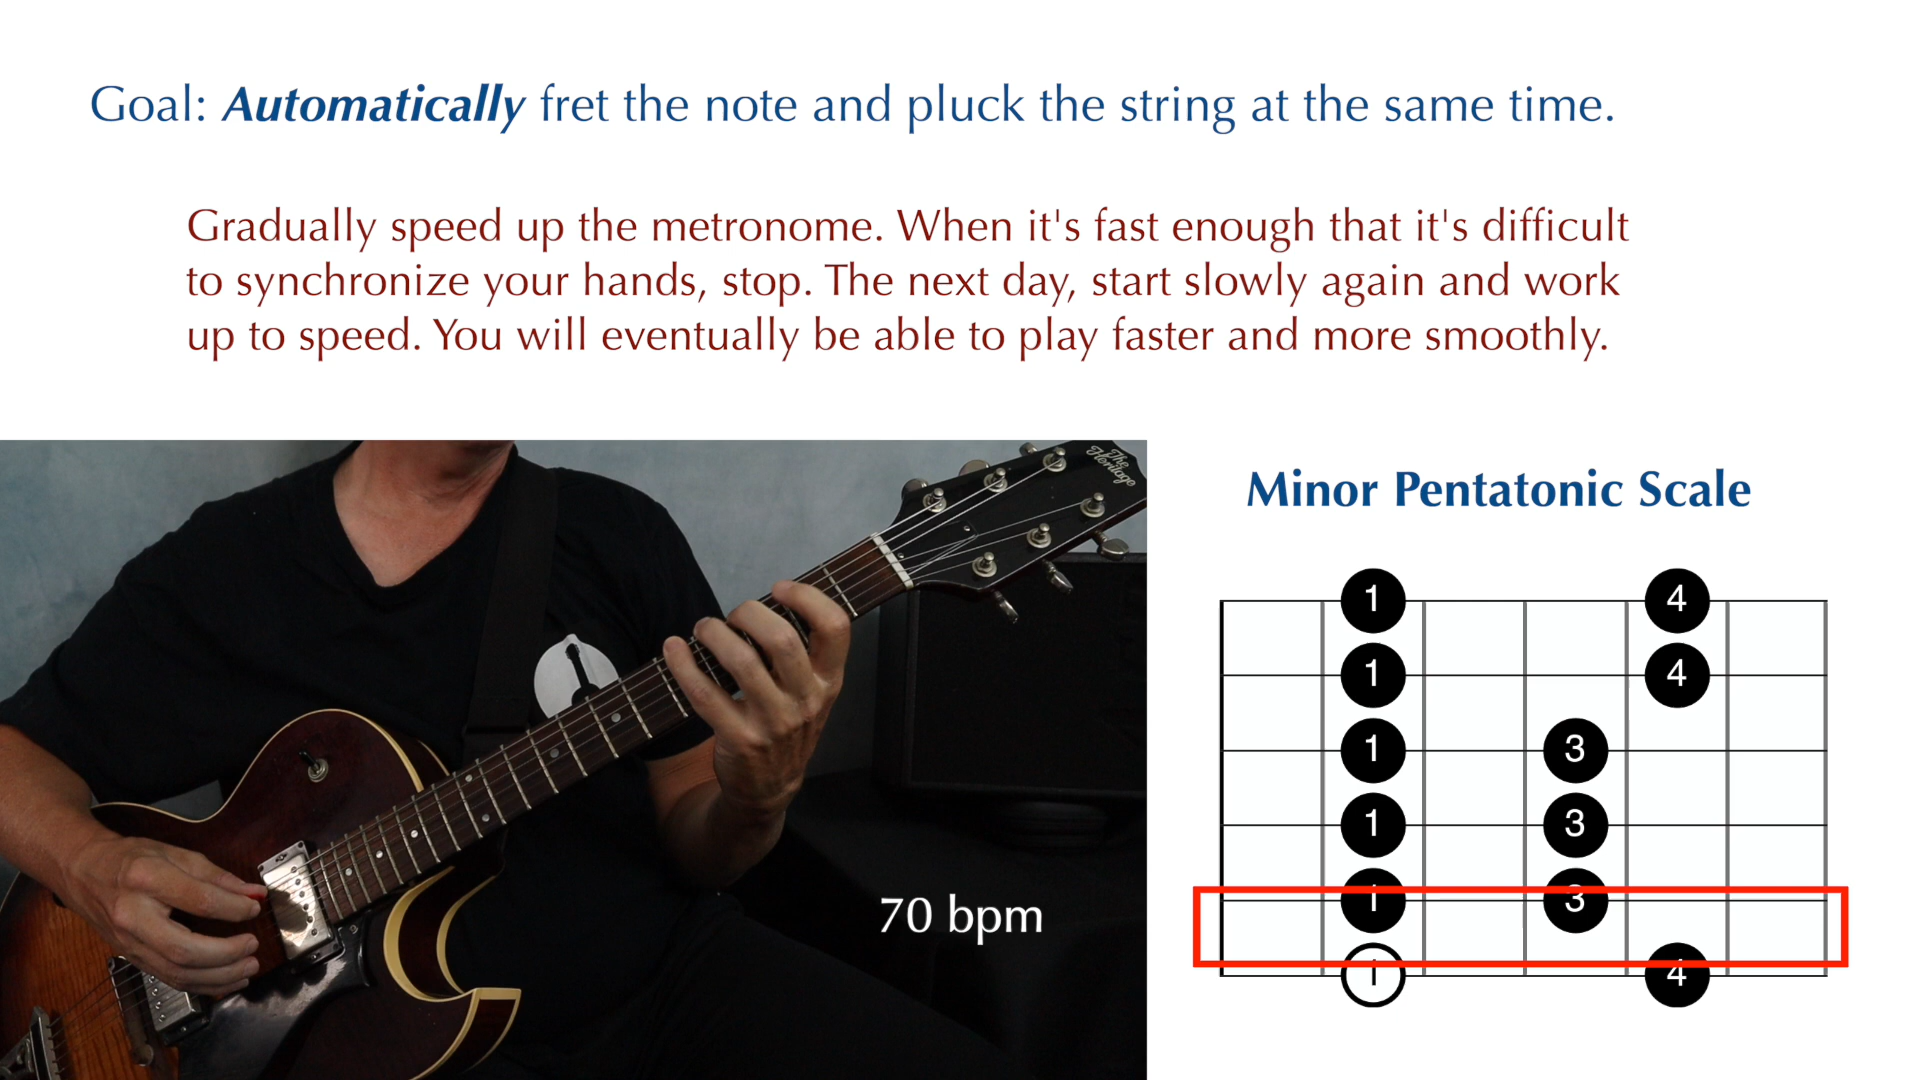 Goal: Automatically fret the note and pluck the string at the same time.
Gradually speed up the metronome. When it's fast enough that it's difficult
to synchronize your hands, stop. The next day, start slowly again and work
up to speed. You will eventually be able to play faster and more smoothly.
The
Heritage
70 bpm
Minor Pentatonic Scale
1 4
1 4
1 3
1 3
1 3
1 4